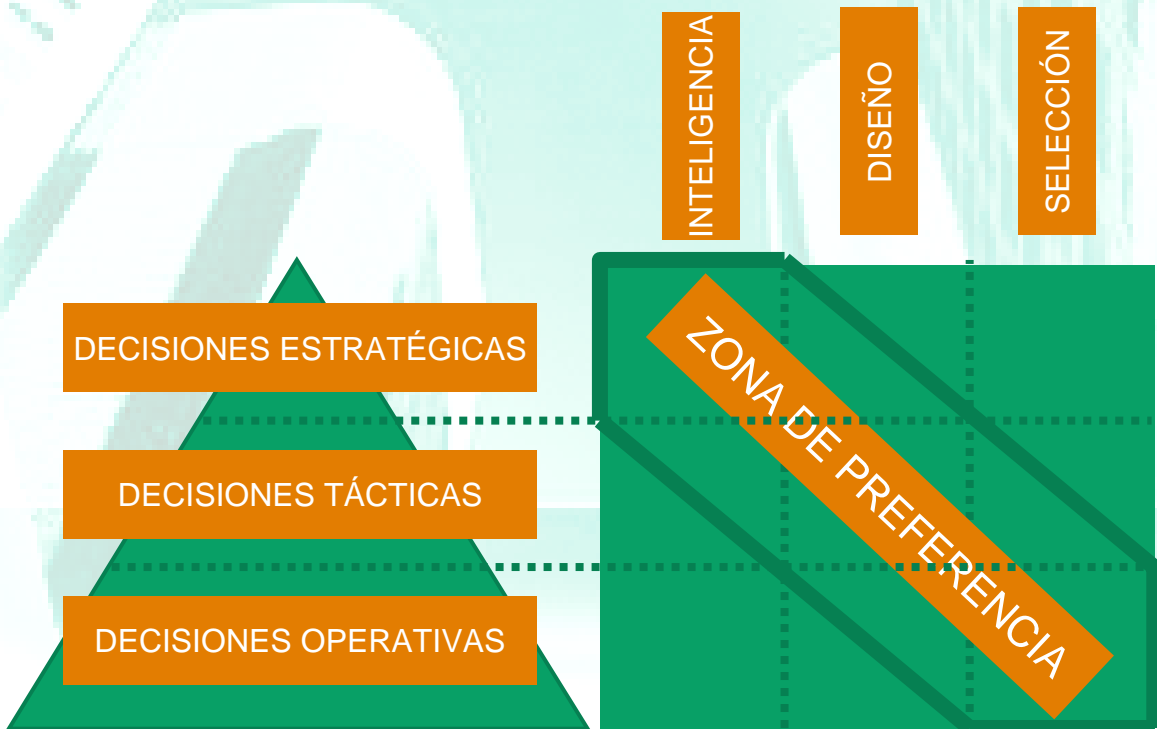 INTELIGENCIA
DISEÑO
SELECCIÓN
DECISIONES ESTRATÉGICAS
DECISIONES TÁCTICAS
DECISIONES OPERATIVAS
ZONA DE PREFERENCIA